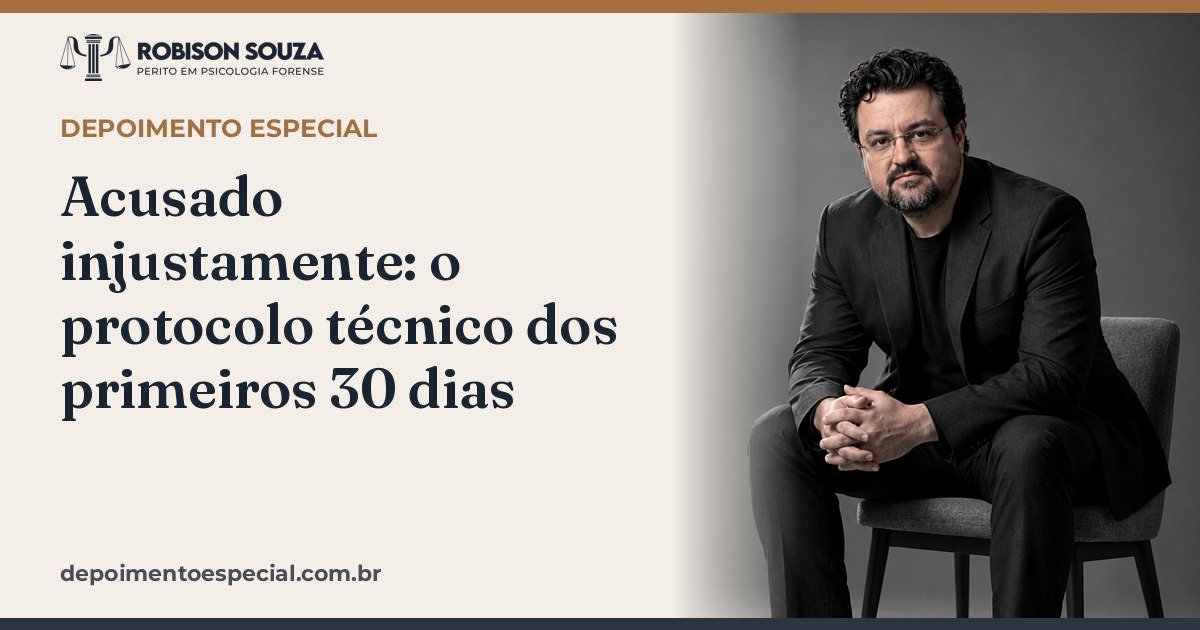 ROBISON SOUZA
PERITO EM PSICOLOGIA FORENSE
DEPOIMENTO ESPECIAL
Acusado
injustamente: o
protocolo técnico dos
primeiros 30 dias
depoimentoespecial.com.br